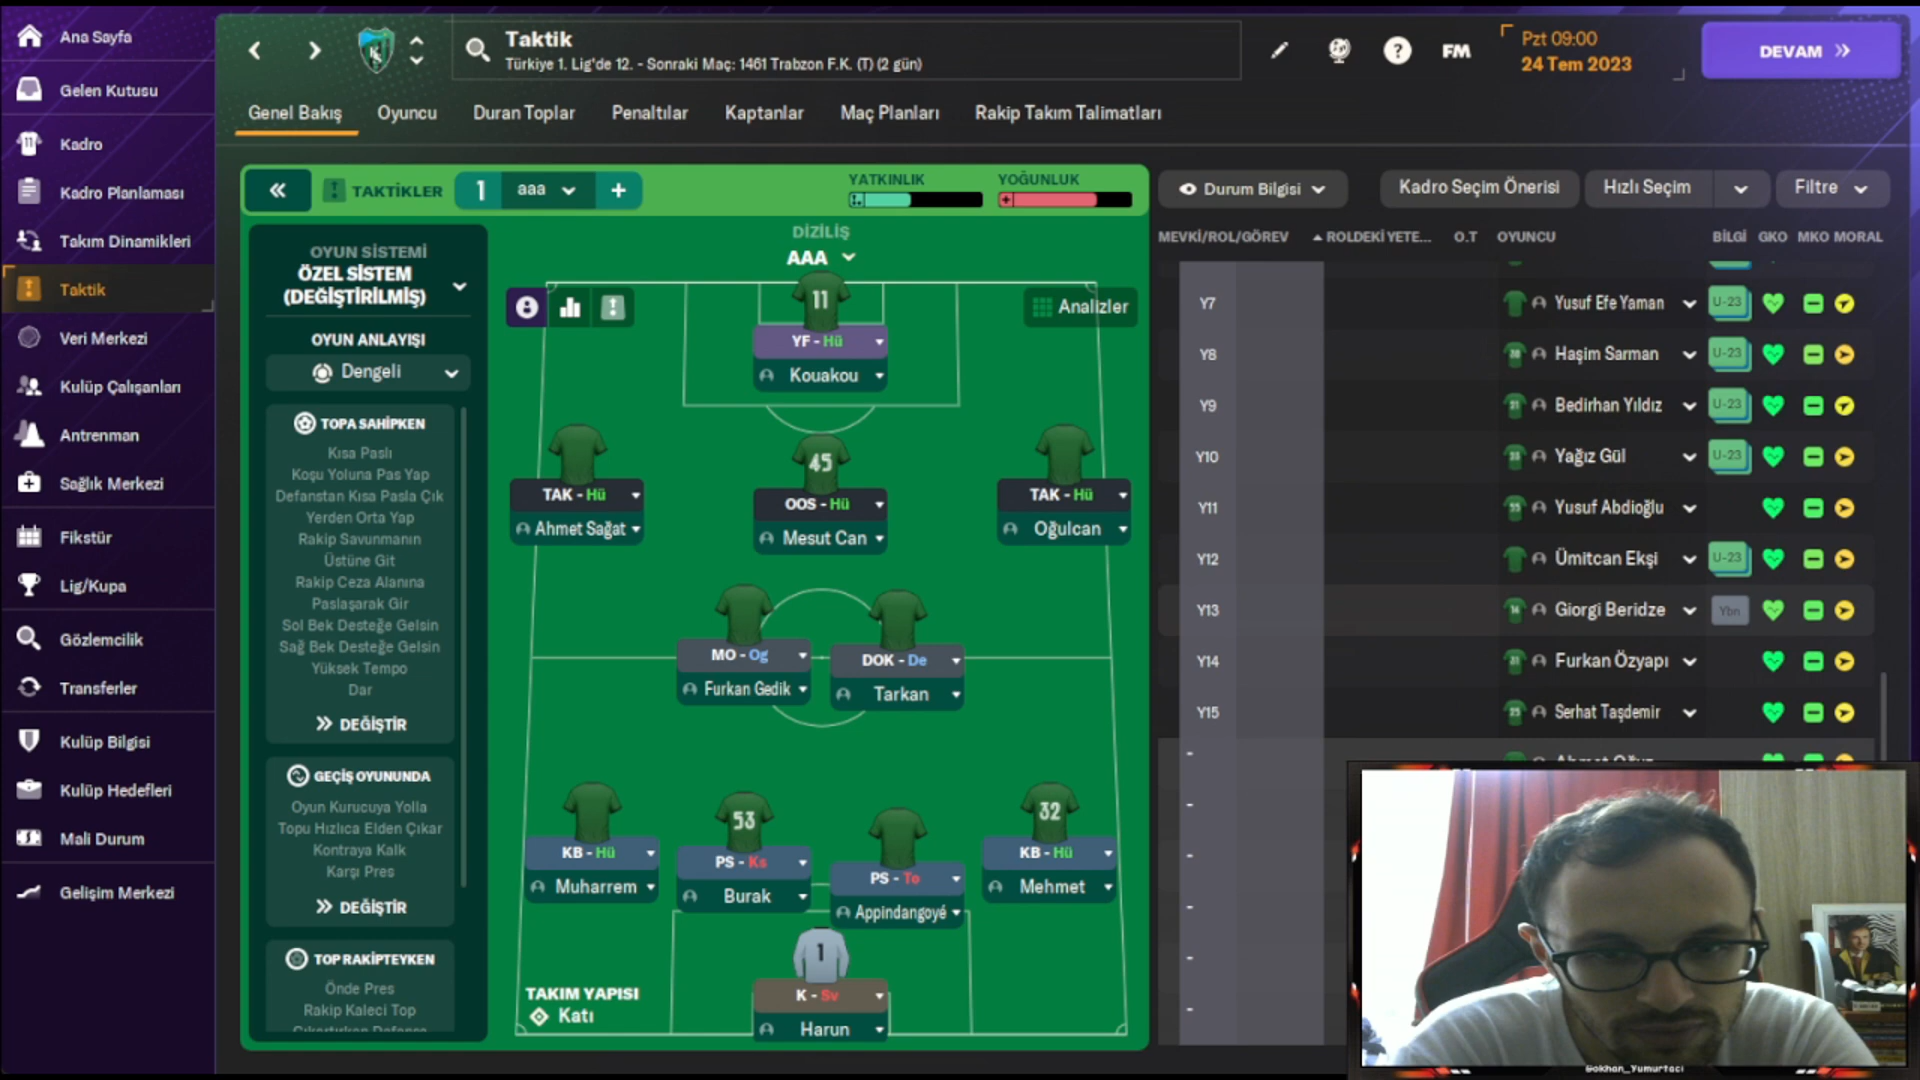 Ana Sayfa
Gelen Kutusu
Kadro
Kadro Planlaması
Takım Dinamikleri
Taktik
Veri Merkezi
Kulüp Çalışanları
Antrenman
Sağlık Merkezi
Fikstür
Lig/Kupa
Gözlemcilik
Transferler
Kulüp Bilgisi
Kulüp Hedefleri
Mali Durum
Gelişim Merkezi
Taktik
Türkiye 1. Lig'de 12. - Sonraki Maç: 1461 Trabzon F.K. (T) (2 gün)
FM
Pzt 09:00
24 Tem 2023
DEVAM
Genel Bakış
Oyuncu
Duran Toplar
Penaltılar
Kaptanlar
Maç Planları
Rakip Takım Talimatları
TAKTİKLER
1
aaa
YATKINLIK
YOĞUNLUK
OYUN SİSTEMİ
ÖZEL SİSTEM
(DEĞİŞTİRİLMİŞ)
OYUN ANLAYIŞI
Dengeli
TOPA SAHİPKEN
Kısa Paslı
Koşu Yoluna Pas Yap
Defanstan Kısa Pasla Çık
Yerden Orta Yap
Rakip Savunmanın
Üstüne Git
Rakip Ceza Alanına
Paslaşarak Gir
Sol Bek Desteğe Gelsin
Sağ Bek Desteğe Gelsin
Yüksek Tempo
Dar
DEĞİŞTİR
GEÇİŞ OYUNUNDA
Oyun Kurucuya Yolla
Topu Hızlıca Elden Çıkar
Kontraya Kalk
Karşı Pres
DEĞİŞTİR
TOP RAKİPTEYKEN
Önde Pres
Rakip Kaleci Top
Çıkartırken Defansa
DİZİLİŞ
AAA
Analizler
11
YF - Hü
Kouakou
TAK - Hü
Ahmet Sağat
45
OOS - Hü
Mesut Can
TAK - Hü
Oğulcan
MO - Og
Furkan Gedik
DOK - De
Tarkan
KB - Hü
Muharrem
53
PS - Ks
Burak
PS - To
Appindangoyé
32
KB - Hü
Mehmet
1
K - Sv
Harun
TAKIM YAPISI
Katı
Durum Bilgisi
Kadro Seçim Önerisi
Hızlı Seçim
Filtre
MEVKİ/ROL/GÖREV
ROLDEKİ YETE...
O.T
OYUNCU
BİLGİ
GKO
MKO
MORAL
Y7 Yusuf Efe Yaman U-23
Y8 Haşim Sarman U-23
Y9 Bedirhan Yıldız U-23
Y10 Yağız Gül U-23
Y11 Yusuf Abdioğlu
Y12 Ümitcan Ekşi U-23
Y13 Giorgi Beridze Ybn
Y14 Furkan Özyapı
Y15 Serhat Taşdemir
Gokhan_Yumurtaci